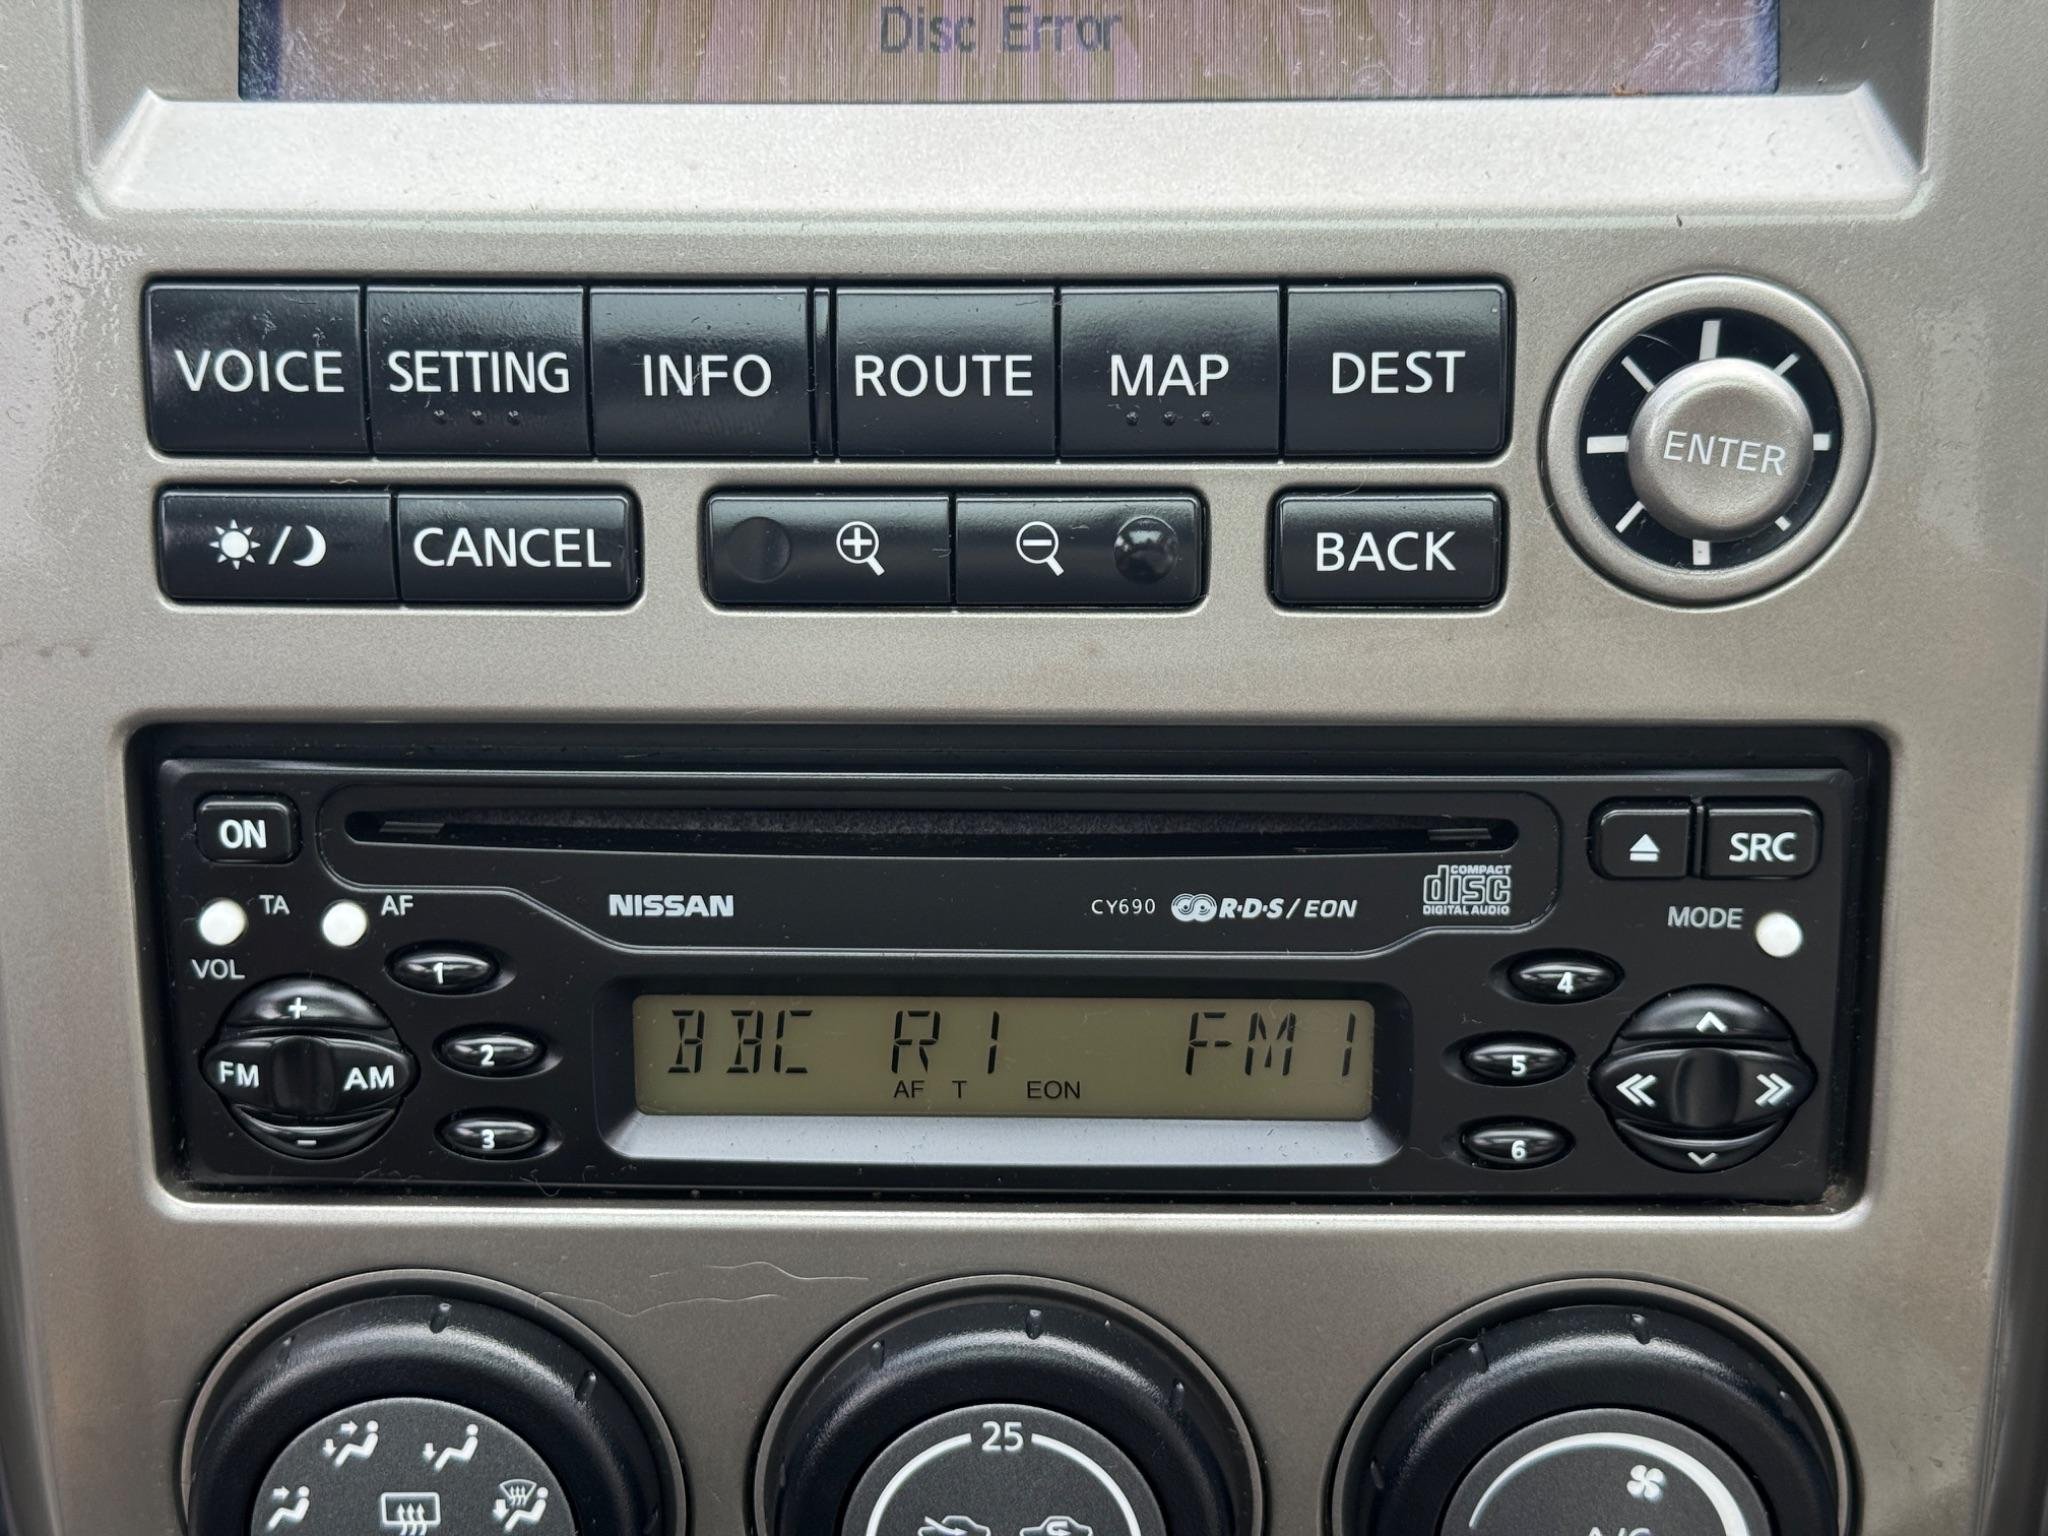 Disc Error
VOICE SETTING INFO ROUTE MAP DEST
ENTER
CANCEL BACK
ON SRC
NISSAN CY690 R·D·S/EON COMPACT disc DIGITAL AUDIO
TA AF MODE
VOL
1 4
+
BBC R1 FM1
FM AM 2 5
AF T EON
- 3 6
25
A/C